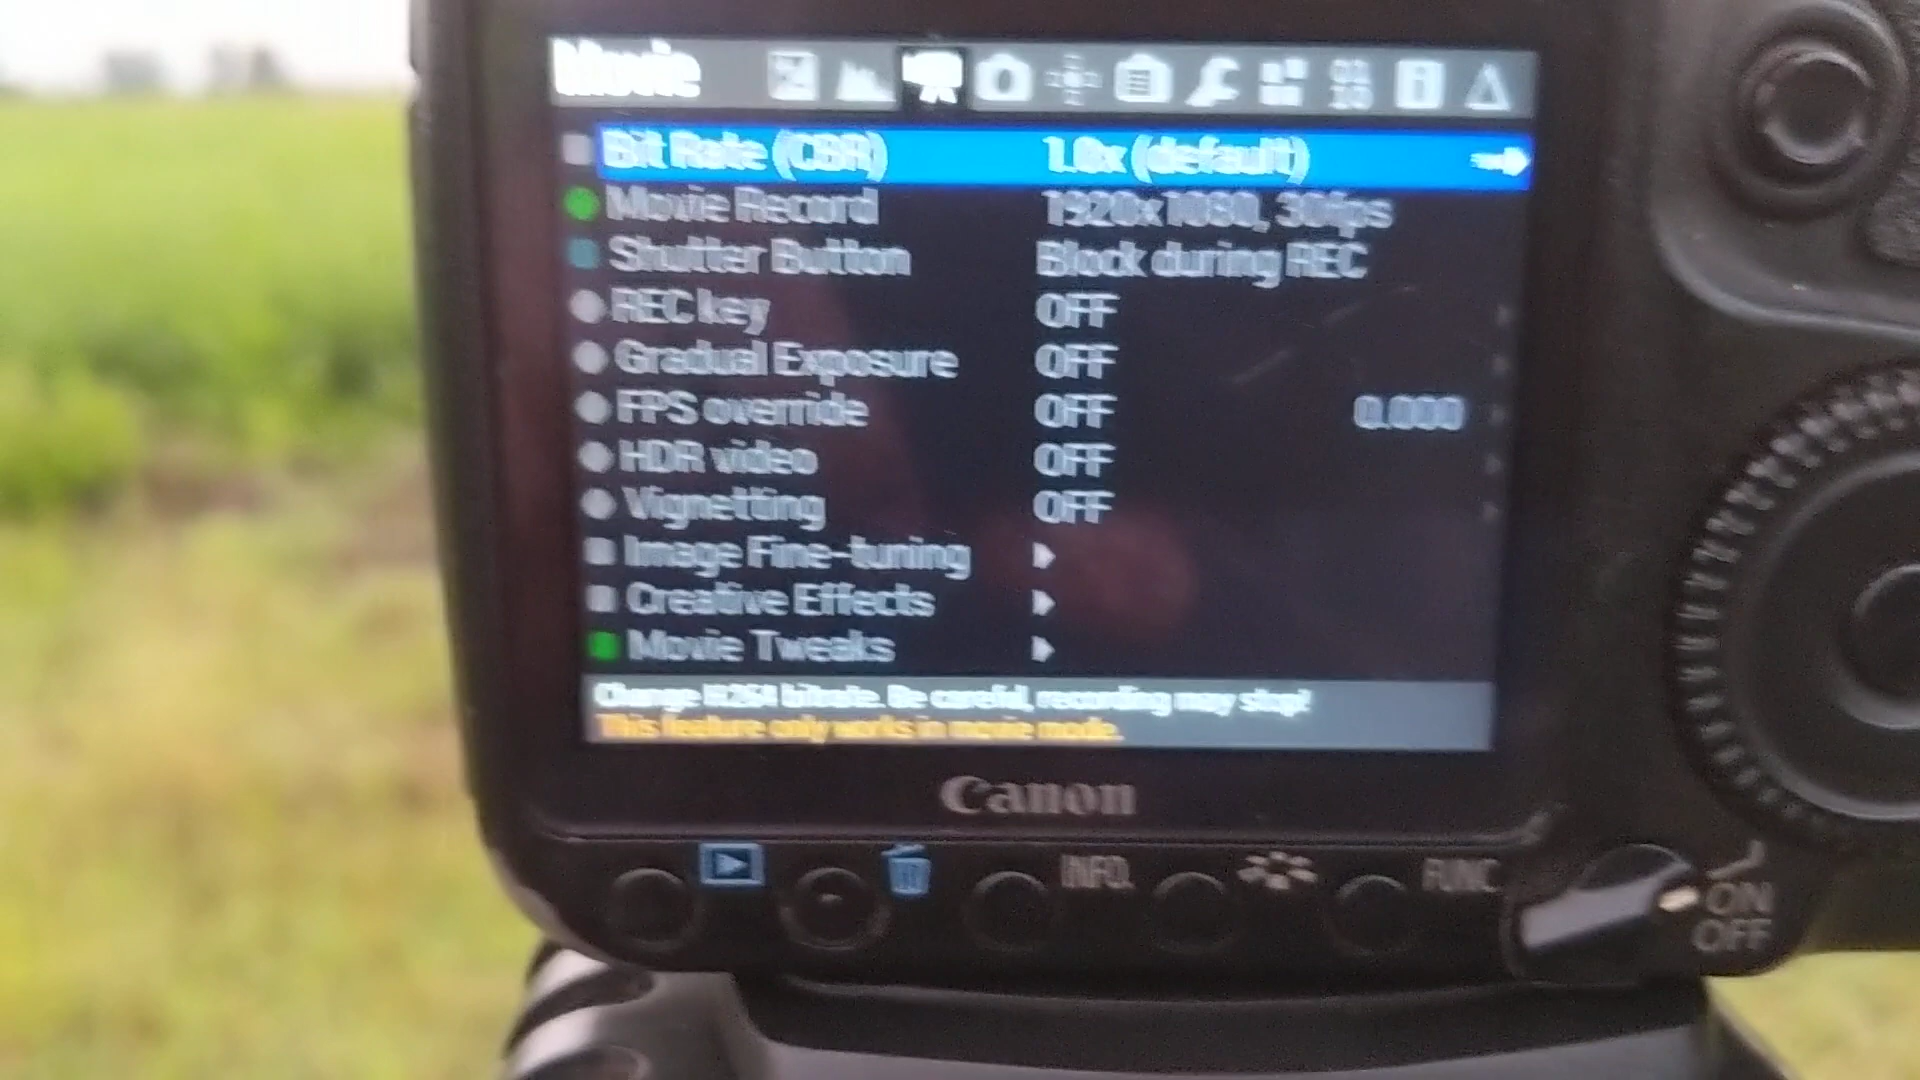 Movie
Bit Rate (CBR) 1.0x (default)
Movie Record 1920x1080, 30fps
Shutter Button Block during REC
REC key OFF
Gradual Exposure OFF
FPS override OFF 0.000
HDR video OFF
Vignetting OFF
Image Fine-tuning
Creative Effects
Movie Tweaks
Change H.264 bitrate. Be careful, recording may stop!
This feature only works in movie mode.
Canon
INFO.
FUNC
ON
OFF